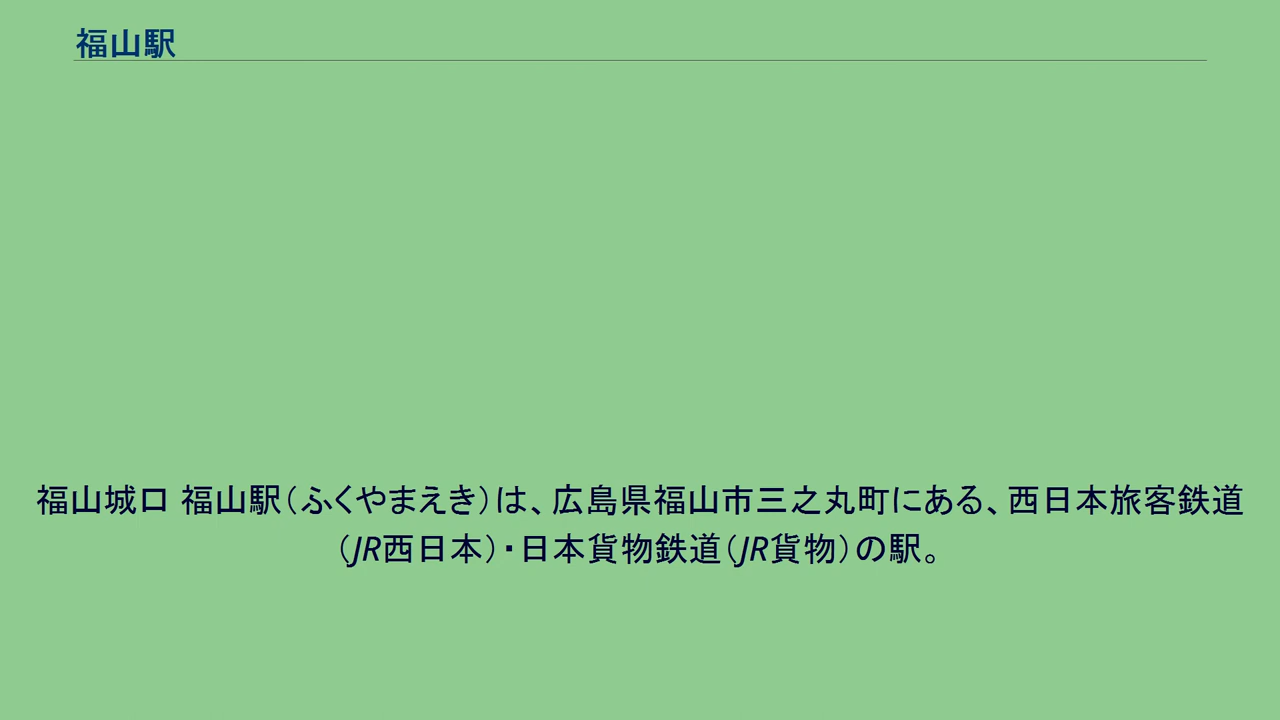 福山駅
福山城口 福山駅（ふくやまえき）は、広島県福山市三之丸町にある、西日本旅客鉄道
（JR西日本）・日本貨物鉄道（JR貨物）の駅。